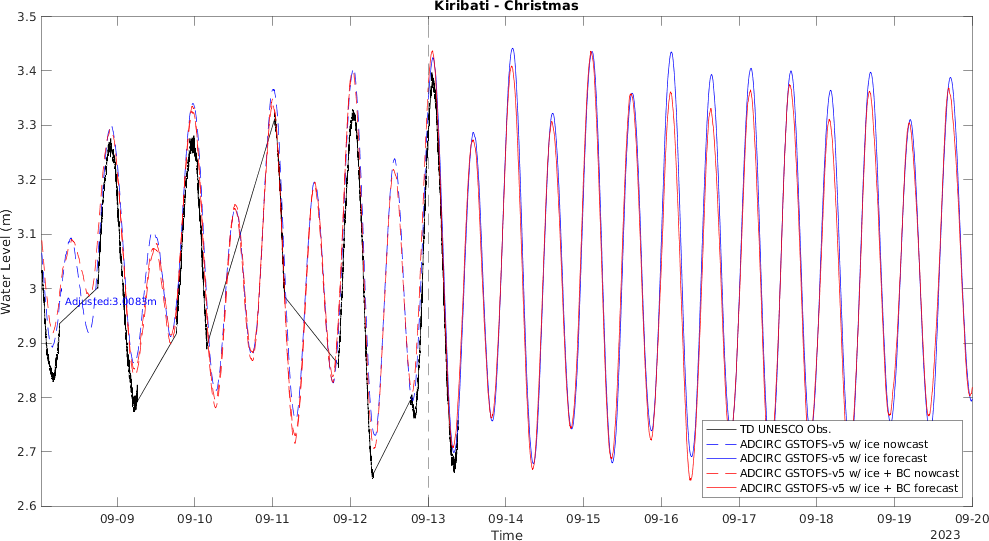 Kiribati - Christmas
3.5
3.4
3.3
3.2
3.1
3
2.9
2.8
2.7
2.6
Water Level (m)
Adjusted:3.0083m
TD UNESCO Obs.
ADCIRC GSTOFS-v5 w/ ice nowcast
ADCIRC GSTOFS-v5 w/ ice forecast
ADCIRC GSTOFS-v5 w/ ice + BC nowcast
ADCIRC GSTOFS-v5 w/ ice + BC forecast
09-09 09-10 09-11 09-12 09-13 09-14 09-15 09-16 09-17 09-18 09-19 09-20
Time
2023